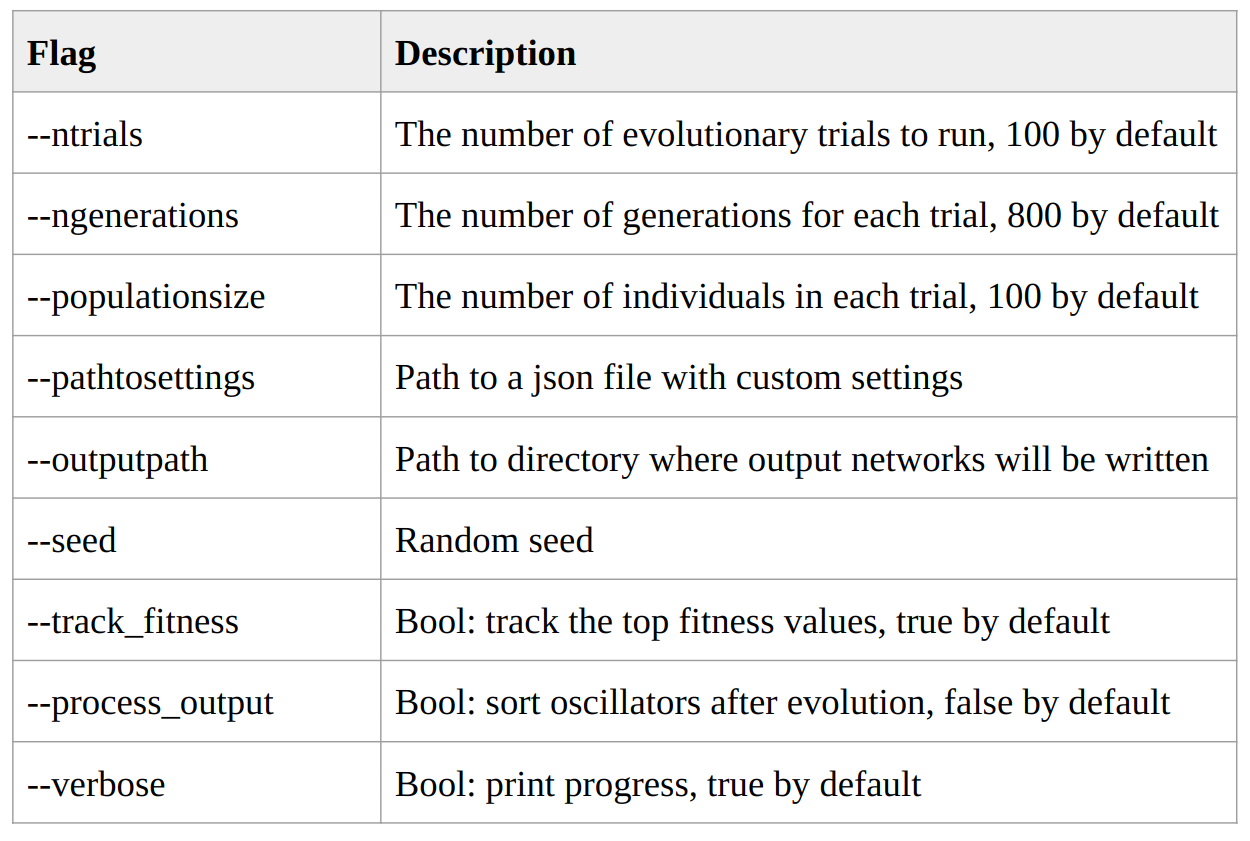 Flag Description
--ntrials The number of evolutionary trials to run, 100 by default
--ngenerations The number of generations for each trial, 800 by default
--populationsize The number of individuals in each trial, 100 by default
--pathtosettings Path to a json file with custom settings
--outputpath Path to directory where output networks will be written
--seed Random seed
--track_fitness Bool: track the top fitness values, true by default
--process_output Bool: sort oscillators after evolution, false by default
--verbose Bool: print progress, true by default